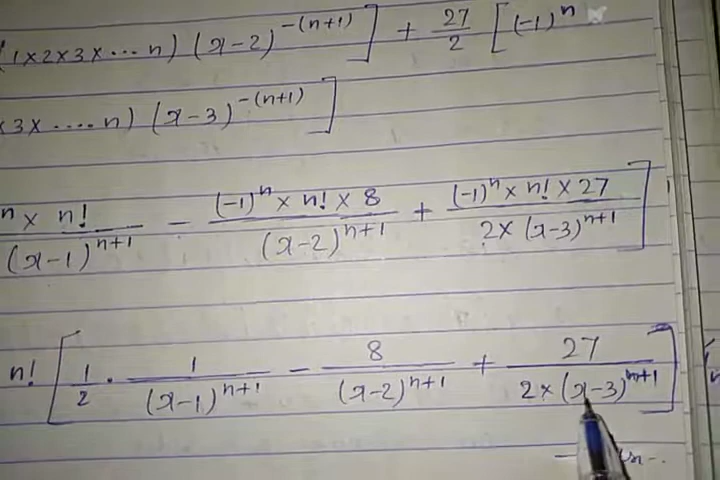 1×2×3×...n) (x-2)^-(n+1) ] + 27/2 [(-1)^n
3×....n) (x-3)^-(n+1) ]
n × n!/(x-1)^n+1 - (-1)^n × n! × 8/(x-2)^n+1 + (-1)^n × n! × 27/2×(x-3)^n+1 ]
n! [ 1/2 · 1/(x-1)^n+1 - 8/(x-2)^n+1 + 27/2×(x-3)^n+1 ]